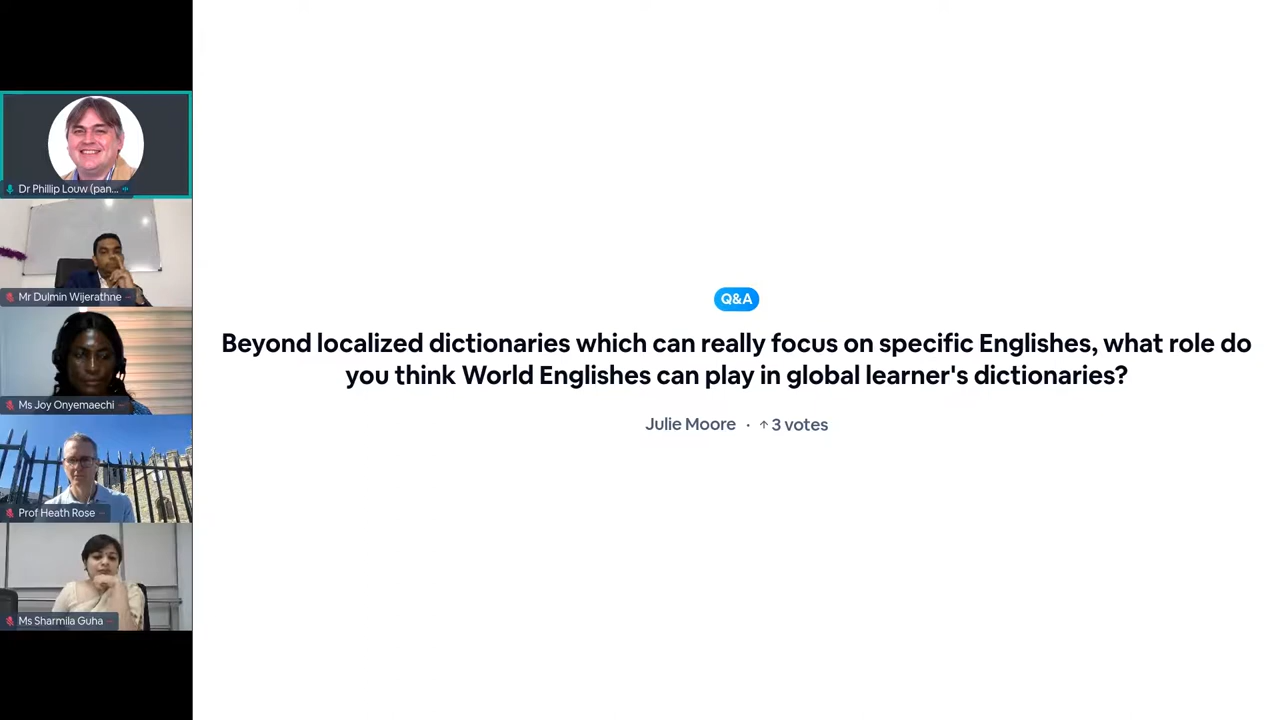 Dr Phillip Louw (pan...
Mr Dulmin Wijerathne
Ms Joy Onyemaechi
Prof Heath Rose
Ms Sharmila Guha
Q&A
Beyond localized dictionaries which can really focus on specific Englishes, what role do
you think World Englishes can play in global learner's dictionaries?
Julie Moore · ↑ 3 votes